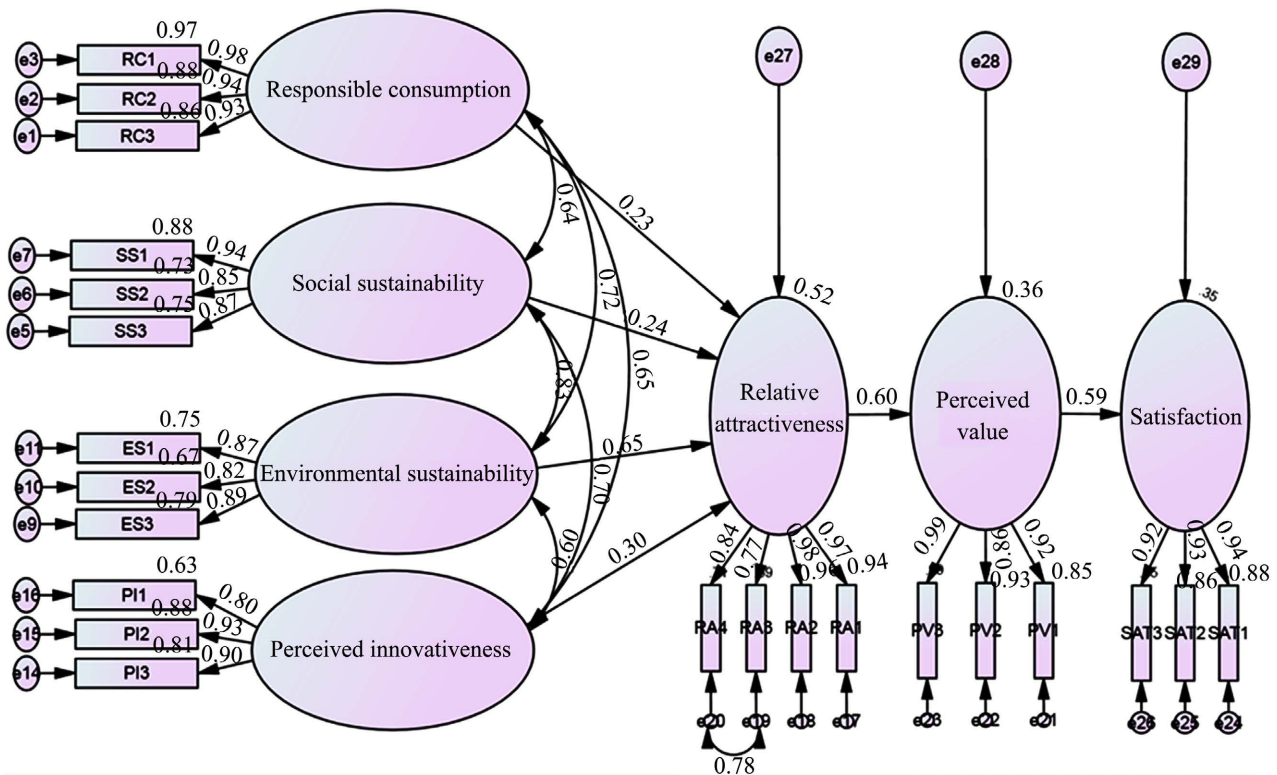 0.97
e3
RC1
0.98
0.88
e2
RC2
0.94
0.86
e1
RC3
0.93
Responsible consumption
0.88
e7
SS1
0.94
0.73
e6
SS2
0.85
0.75
e5
SS3
0.87
Social sustainability
0.75
e11
ES1
0.87
0.67
e10
ES2
0.82
0.79
e9
ES3
0.89
Environmental sustainability
0.63
e16
PI1
0.80
0.88
e15
PI2
0.93
0.81
e14
PI3
0.90
Perceived innovativeness
0.64
0.72
0.65
0.83
0.70
0.60
0.23
0.24
0.65
0.30
e27
0.52
Relative
attractiveness
0.60
e28
0.36
Perceived
value
0.59
e29
.35
Satisfaction
0.84
0.77
0.98
0.96
0.97
0.94
RA4
RA3
RA2
RA1
e20
e19
e18
e17
0.78
0.99
0.98
0.93
0.92
0.85
PV3
PV2
PV1
e23
e22
e21
0.92
0.93
0.86
0.94
0.88
SAT3
SAT2
SAT1
e26
e25
e24